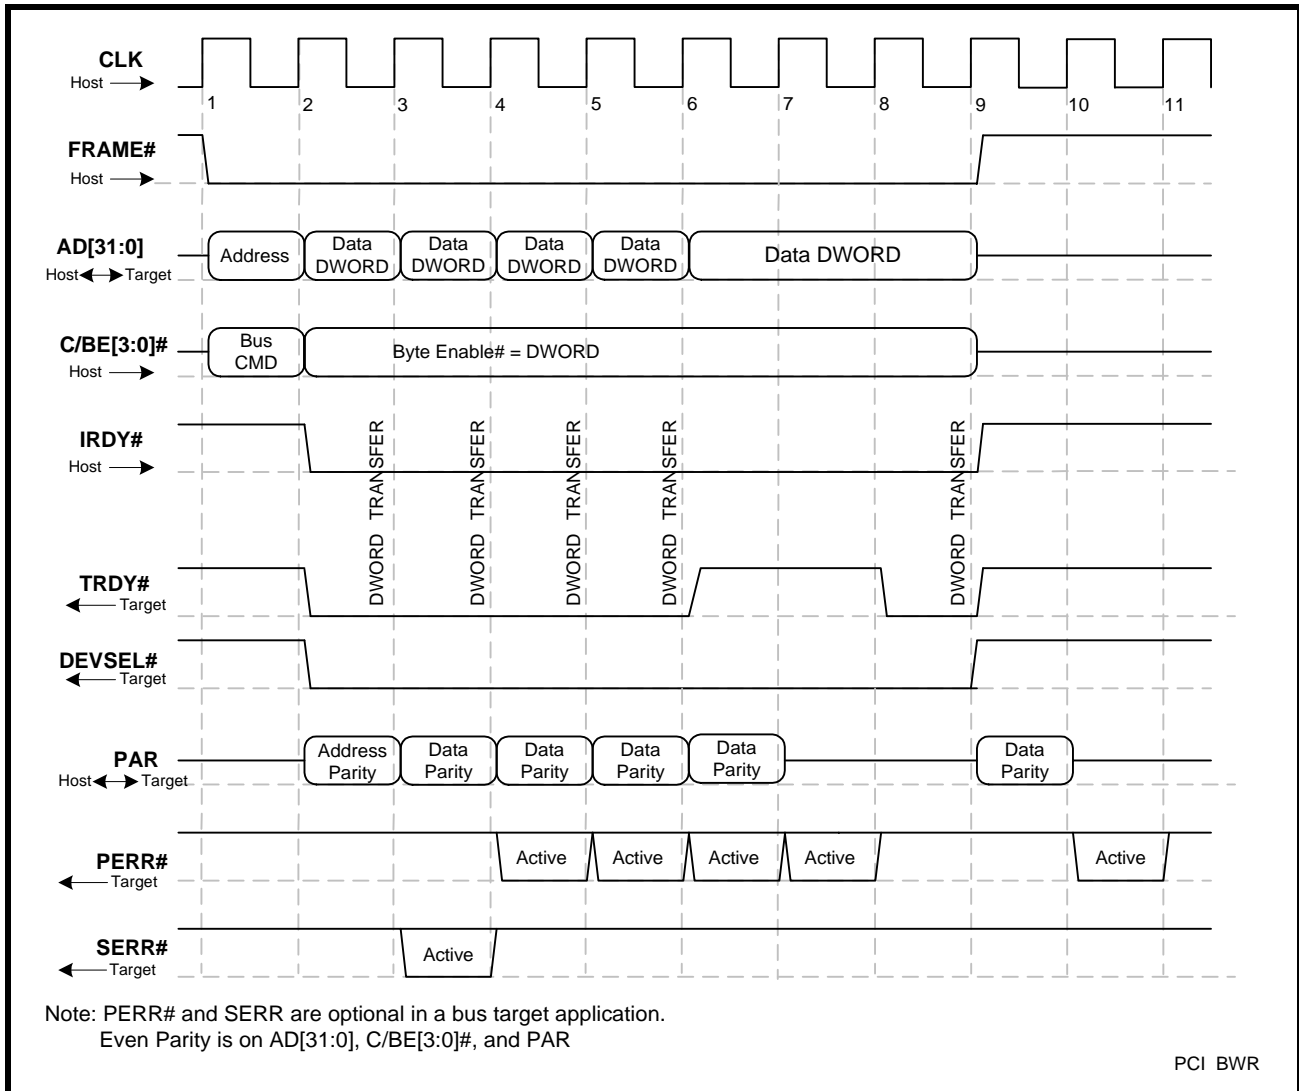 CLK
Host
1 2 3 4 5 6 7 8 9 10 11
FRAME#
Host
AD[31:0]
Host Target
Address
Data
DWORD
Data
DWORD
Data
DWORD
Data
DWORD
Data DWORD
C/BE[3:0]#
Host
Bus
CMD
Byte Enable# = DWORD
IRDY#
Host
DWORD TRANSFER
DWORD TRANSFER
DWORD TRANSFER
DWORD TRANSFER
DWORD TRANSFER
TRDY#
Target
DEVSEL#
Target
PAR
Host Target
Address
Parity
Data
Parity
Data
Parity
Data
Parity
Data
Parity
Data
Parity
PERR#
Target
Active
Active
Active
Active
Active
SERR#
Target
Active
Note: PERR# and SERR are optional in a bus target application.
Even Parity is on AD[31:0], C/BE[3:0]#, and PAR
PCI BWR